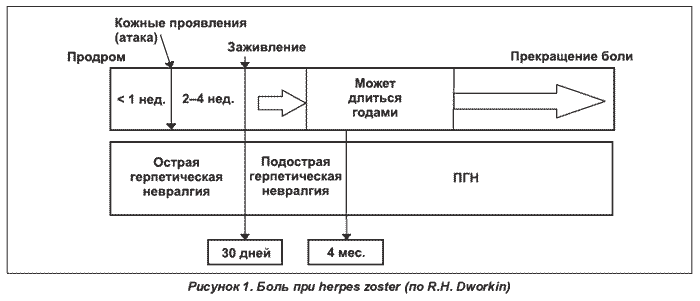 Кожные проявления
(атака)
Заживление
Продром
Прекращение боли
< 1 нед.
2–4 нед.
Может
длиться
годами
Острая
герпетическая
невралгия
Подострая
герпетическая
невралгия
ПГН
30 дней
4 мес.
Рисунок 1. Боль при herpes zoster (по R.H. Dworkin)